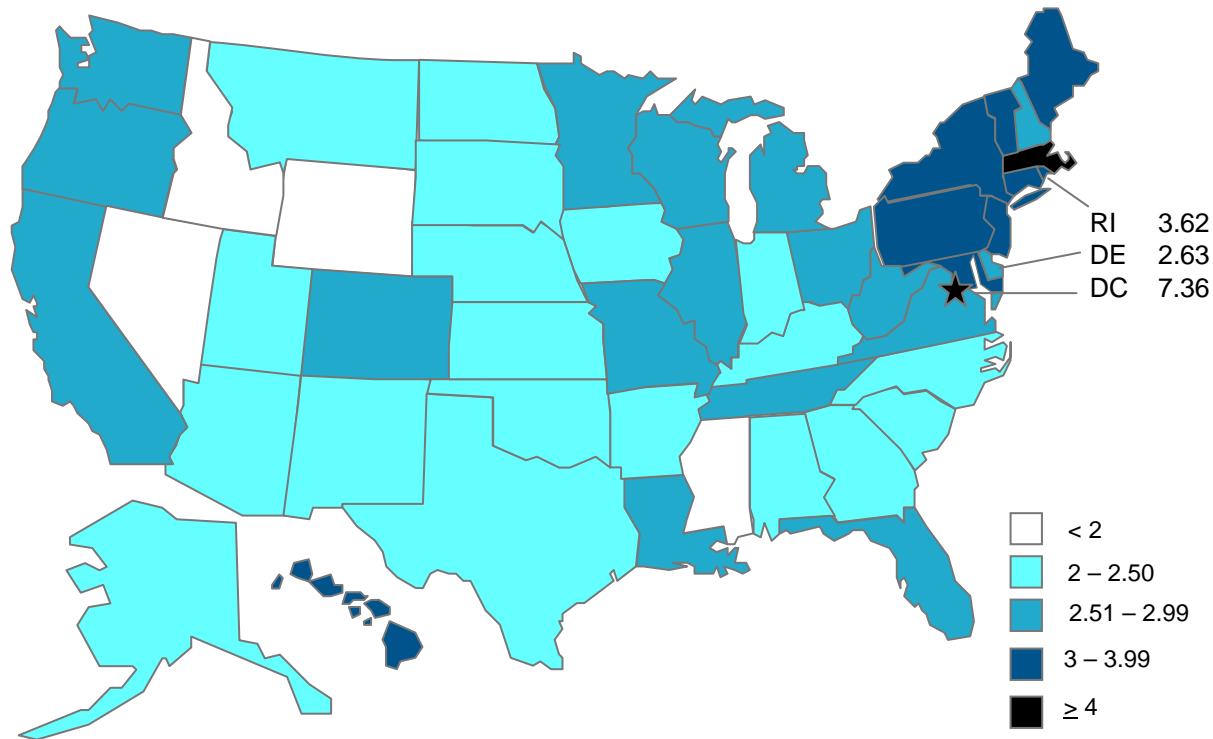 RI 3.62
DE 2.63
DC 7.36
< 2
2 – 2.50
2.51 – 2.99
3 – 3.99
≥ 4